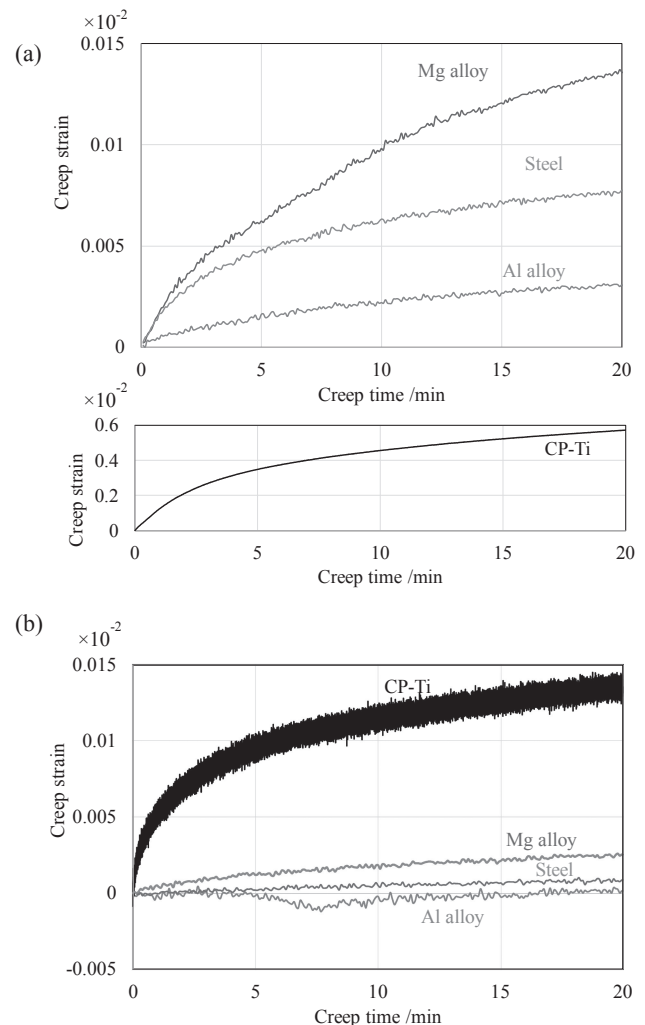 (a)
×10-2
0.015
Mg alloy
0.01
Creep strain
Steel
0.005
Al alloy
0
0 5 10 15 20
Creep time /min
×10-2
0.6
CP-Ti
0.4
Creep strain
0.2
0
0 5 10 15 20
Creep time /min
(b)
×10-2
0.015
CP-Ti
0.01
Creep strain
0.005
Mg alloy
Steel
0
Al alloy
-0.005
0 5 10 15 20
Creep time /min